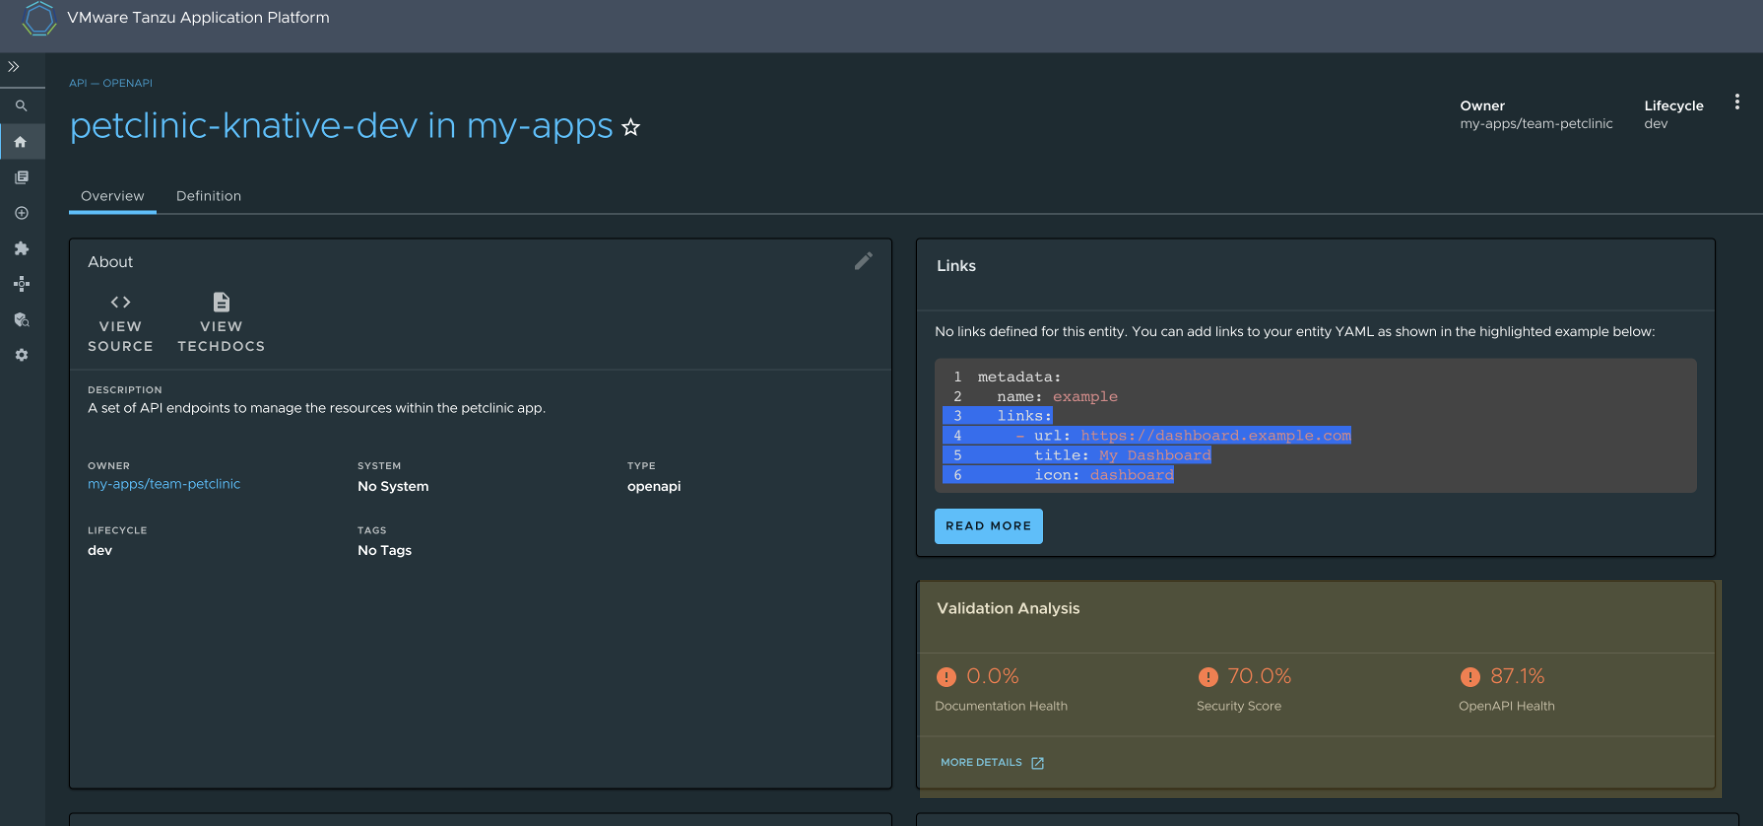 VMware Tanzu Application Platform
API — OPENAPI
petclinic-knative-dev in my-apps
Owner
my-apps/team-petclinic
Lifecycle
dev
Overview
Definition
About
VIEW
SOURCE
VIEW
TECHDOCS
DESCRIPTION
A set of API endpoints to manage the resources within the petclinic app.
OWNER
my-apps/team-petclinic
SYSTEM
No System
TYPE
openapi
LIFECYCLE
dev
TAGS
No Tags
Links
No links defined for this entity. You can add links to your entity YAML as shown in the highlighted example below:
1 metadata:
2   name: example
3   links:
4     - url: https://dashboard.example.com
5       title: My Dashboard
6       icon: dashboard
READ MORE
Validation Analysis
0.0%
Documentation Health
70.0%
Security Score
87.1%
OpenAPI Health
MORE DETAILS